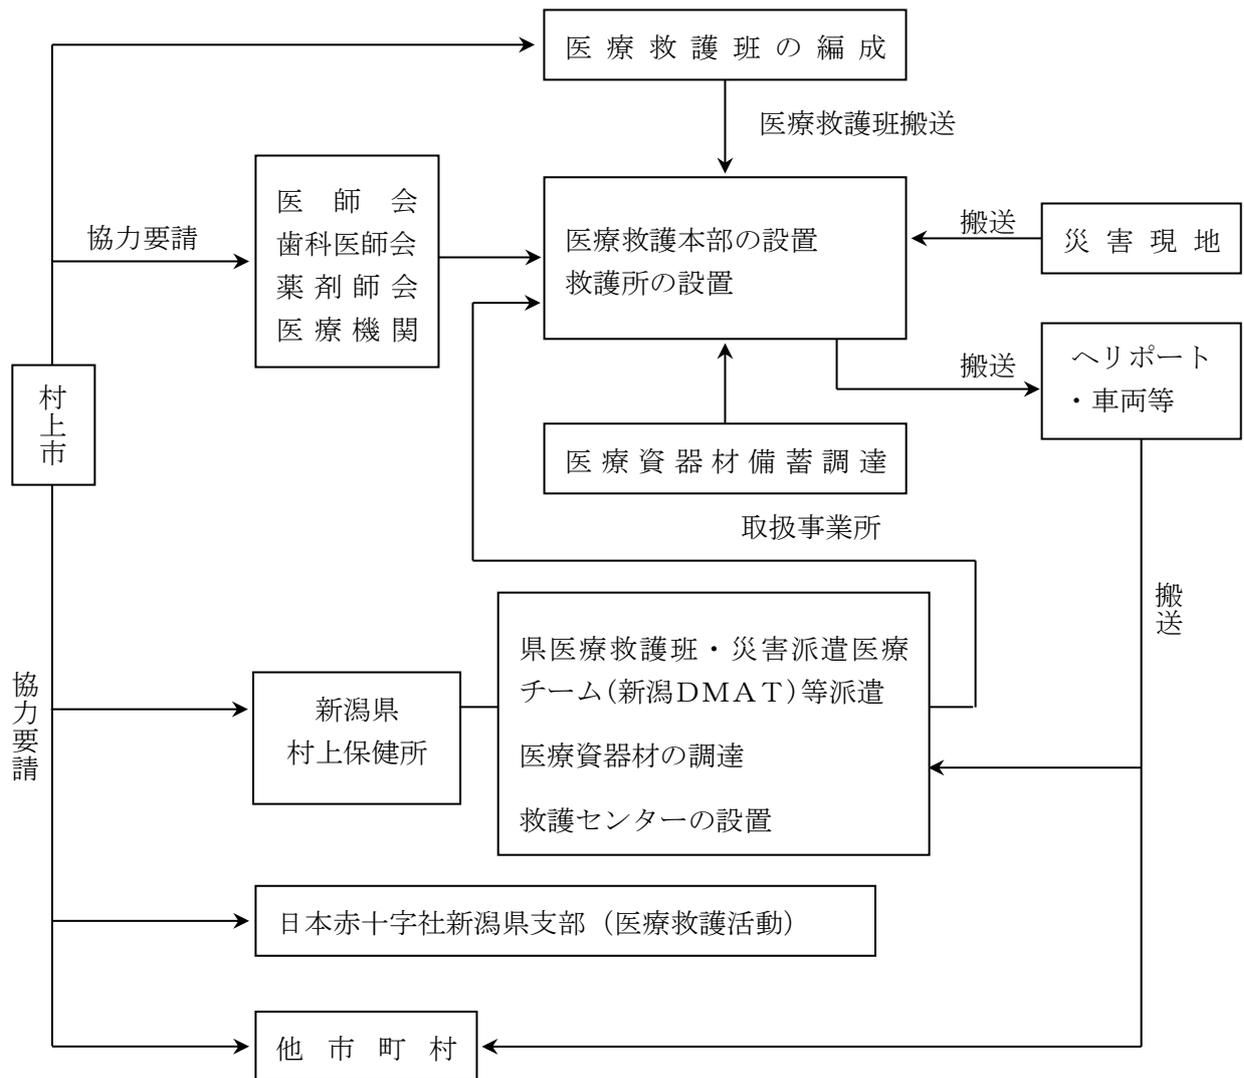 医療救護班の編成
医療救護班搬送
医師会
歯科医師会
薬剤師会
医療機関
協力要請
医療救護本部の設置
救護所の設置
搬送
災害現地
搬送
ヘリポート
・車両等
村上市
医療資器材備蓄調達
取扱事業所
搬送
協力要請
新潟県
村上保健所
県医療救護班・災害派遣医療
チーム(新潟DMAT)等派遣
医療資器材の調達
救護センターの設置
日本赤十字社新潟県支部（医療救護活動）
他市町村